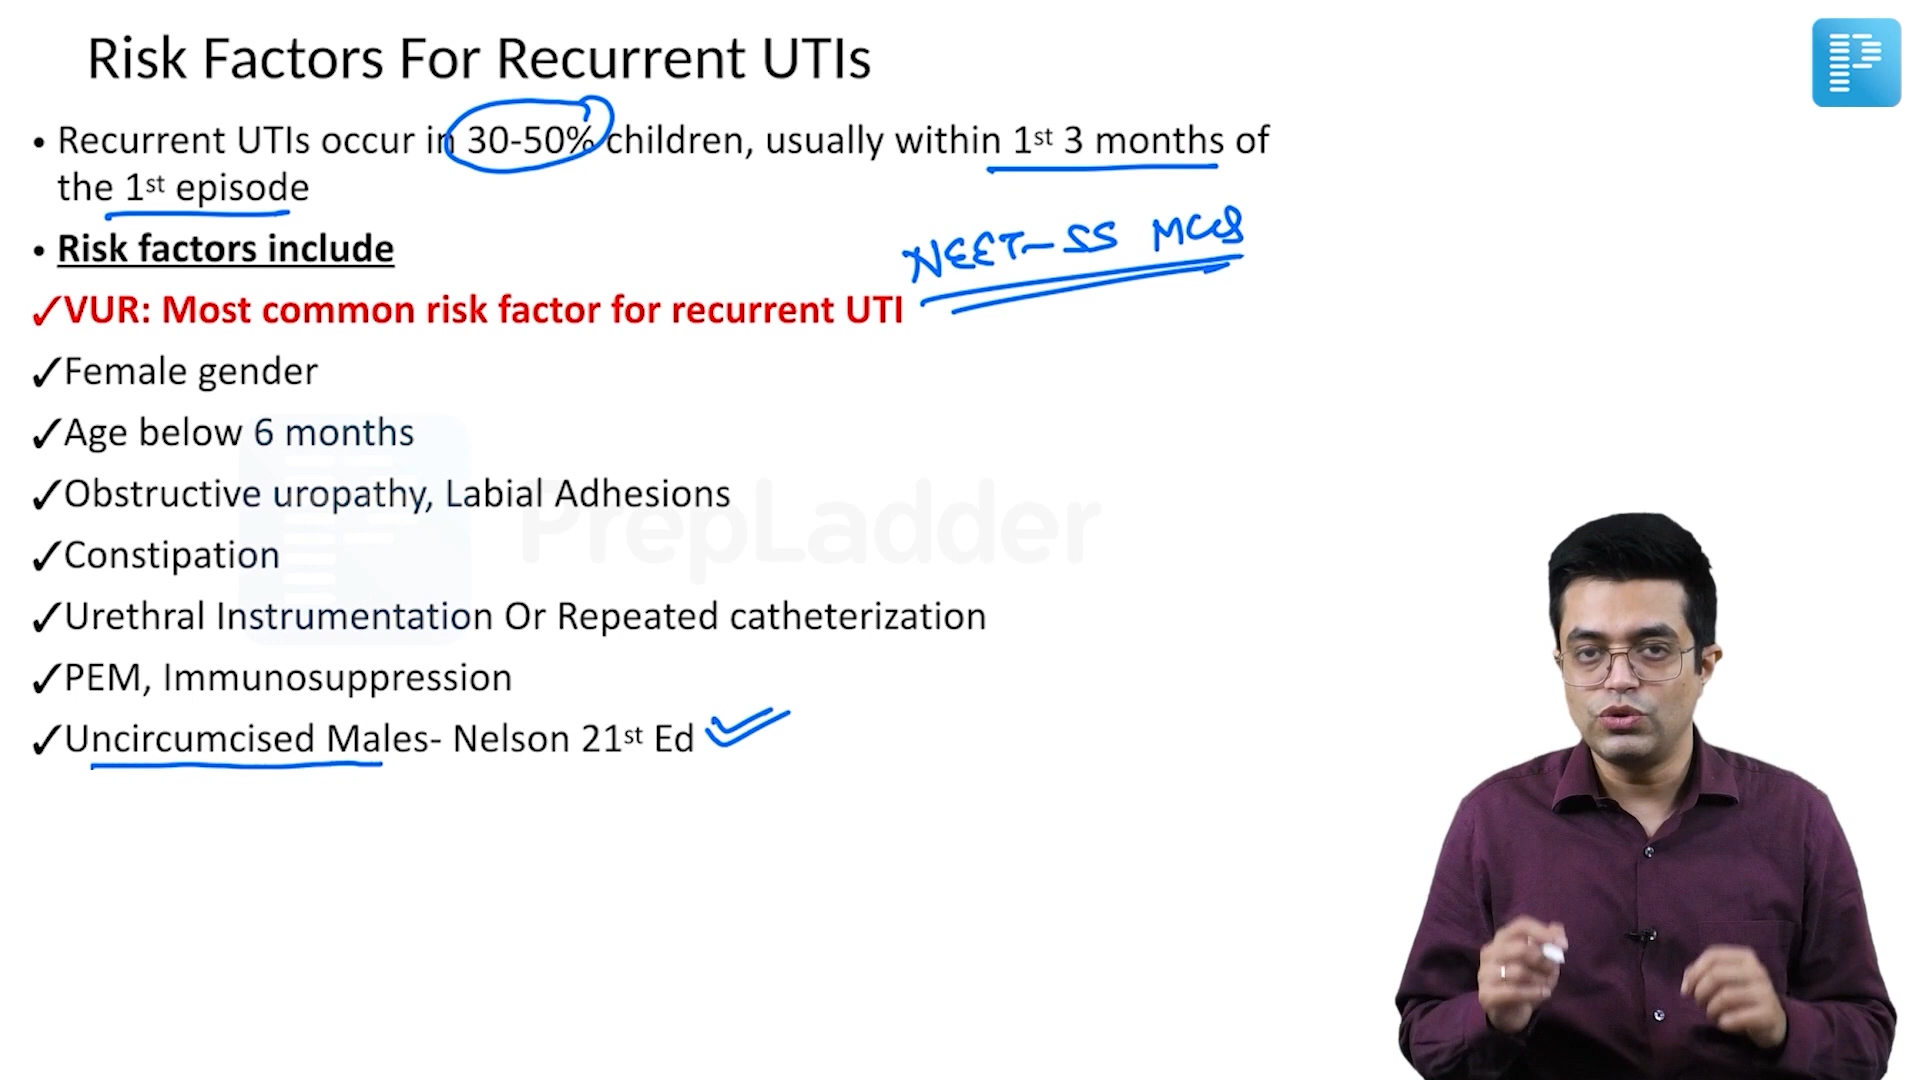 Risk Factors For Recurrent UTIs
• Recurrent UTIs occur in 30-50% children, usually within 1st 3 months of
the 1st episode
NEET-SS MCQs
• Risk factors include
✓VUR: Most common risk factor for recurrent UTI
✓Female gender
✓Age below 6 months
✓Obstructive uropathy, Labial Adhesions
✓Constipation
PrepLadder
✓Urethral Instrumentation Or Repeated catheterization
✓PEM, Immunosuppression
✓Uncircumcised Males- Nelson 21st Ed